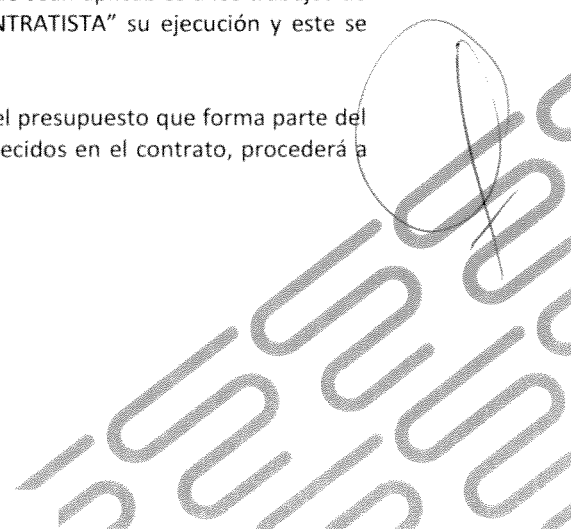 NTRATISTA” su ejecución y este se
el presupuesto que forma parte del
ecidos en el contrato, procederá a